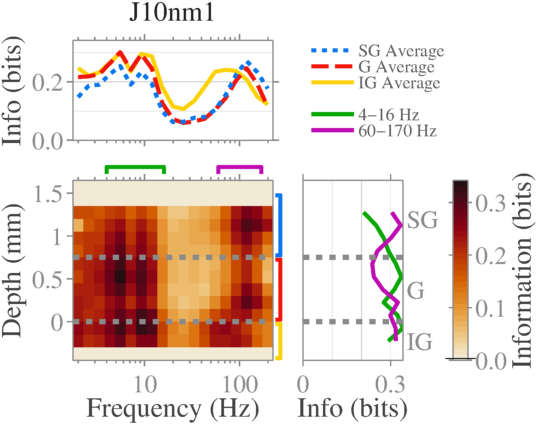 J10nm1
Info (bits)
0.2
0.0
SG Average
G Average
IG Average
4–16 Hz
60–170 Hz
Depth (mm)
1.5
1.0
0.5
0
10
100
Frequency (Hz)
SG
G
IG
0
0.3
Info (bits)
0.3
0.2
0.1
0.0
Information (bits)